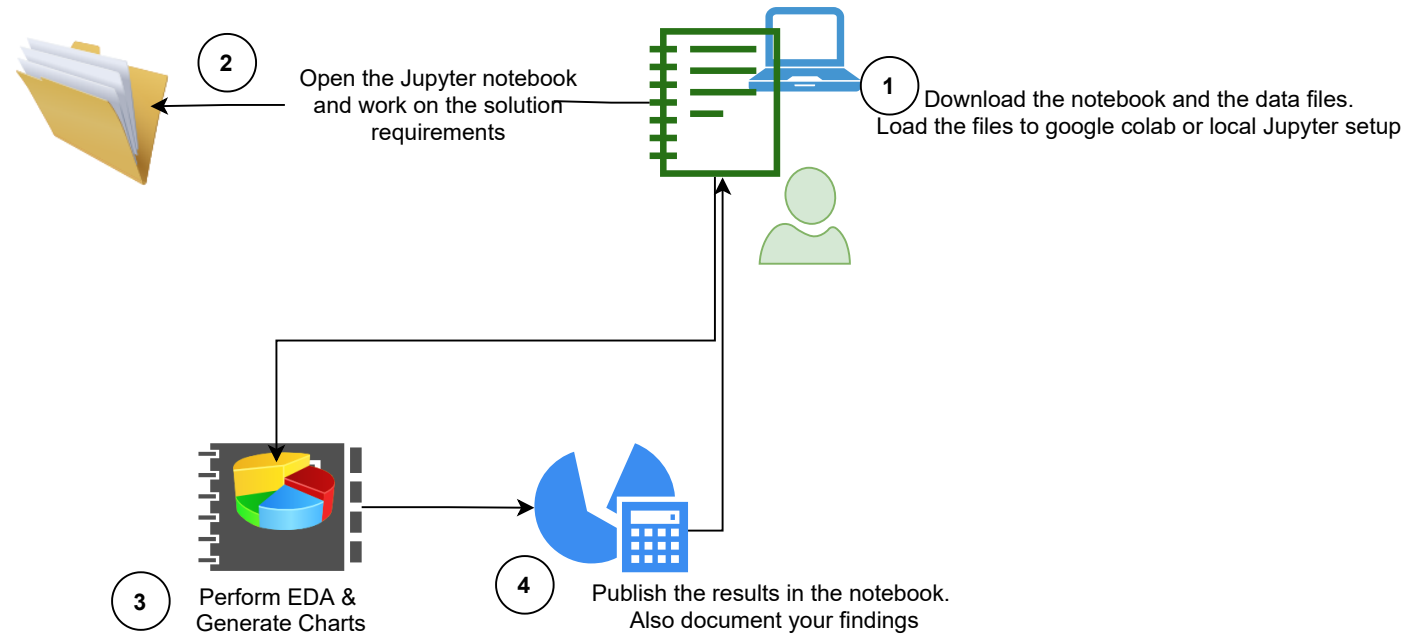 1
Download the notebook and the data files.
Load the files to google colab or local Jupyter setup
2
Open the Jupyter notebook
and work on the solution
requirements
3
Perform EDA &
Generate Charts
4
Publish the results in the notebook.
Also document your findings